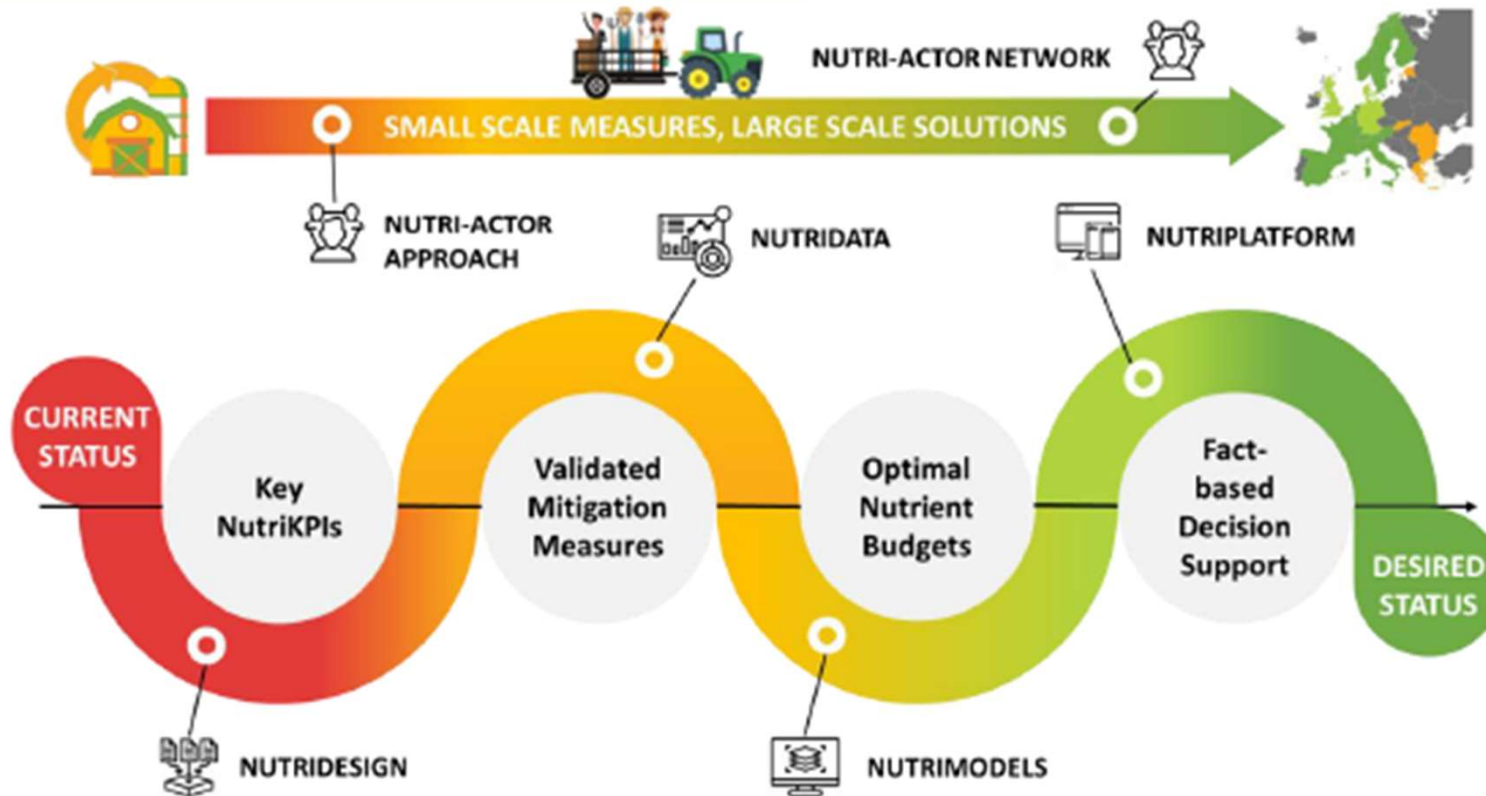 NUTRI-ACTOR NETWORK
SMALL SCALE MEASURES, LARGE SCALE SOLUTIONS
NUTRI-ACTOR
APPROACH
NUTRIDATA
NUTRIPLATFORM
CURRENT
STATUS
Key
NutriKPIs
Validated
Mitigation
Measures
Optimal
Nutrient
Budgets
Fact-
based
Decision
Support
DESIRED
STATUS
NUTRIDESIGN
NUTRIMODELS